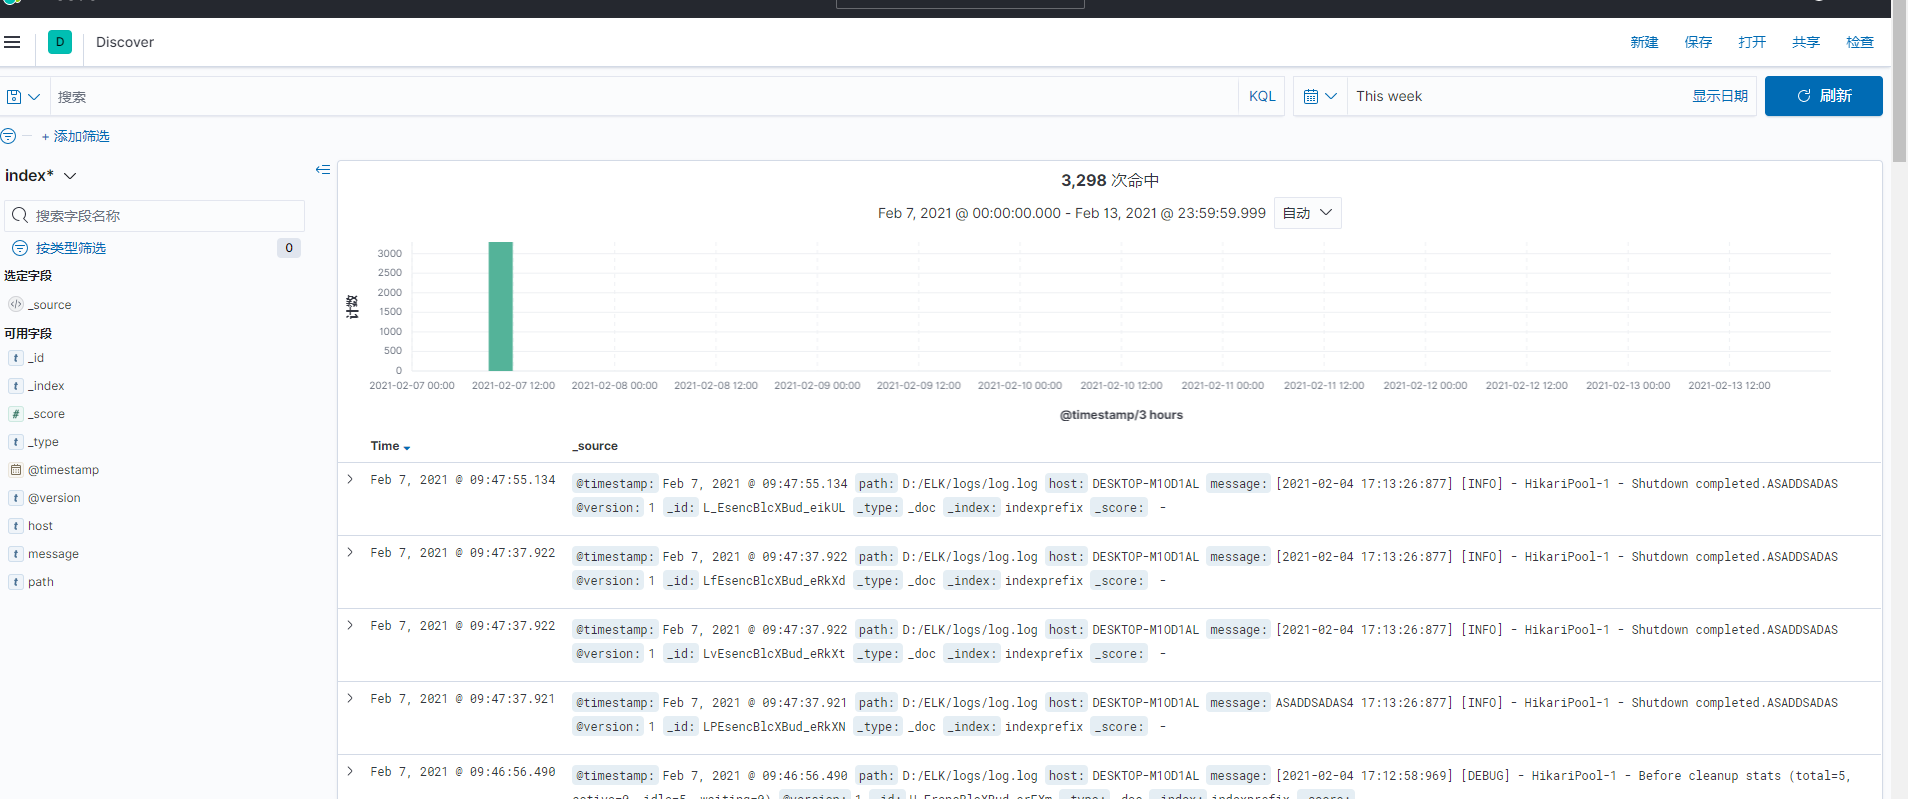 D Discover 新建 保存 打开 共享 检查
搜索 KQL This week 显示日期 刷新
+ 添加筛选
index*
搜索字段名称
按类型筛选 0
选定字段
_source
可用字段
t _id
t _index
# _score
t _type
@timestamp
t @version
t host
t message
t path
3,298 次命中
Feb 7, 2021 @ 00:00:00.000 - Feb 13, 2021 @ 23:59:59.999 自动
计数
3000
2500
2000
1500
1000
500
0
2021-02-07 00:00 2021-02-07 12:00 2021-02-08 00:00 2021-02-08 12:00 2021-02-09 00:00 2021-02-09 12:00 2021-02-10 00:00 2021-02-10 12:00 2021-02-11 00:00 2021-02-11 12:00 2021-02-12 00:00 2021-02-12 12:00 2021-02-13 00:00 2021-02-13 12:00
@timestamp/3 hours
Time _source
Feb 7, 2021 @ 09:47:55.134 @timestamp: Feb 7, 2021 @ 09:47:55.134 path: D:/ELK/logs/log.log host: DESKTOP-M1OD1AL message: [2021-02-04 17:13:26:877] [INFO] - HikariPool-1 - Shutdown completed.ASADDSADAS
@version: 1 _id: L_EsencBlcXBud_eikUL _type: _doc _index: indexprefix _score: -
Feb 7, 2021 @ 09:47:37.922 @timestamp: Feb 7, 2021 @ 09:47:37.922 path: D:/ELK/logs/log.log host: DESKTOP-M1OD1AL message: [2021-02-04 17:13:26:877] [INFO] - HikariPool-1 - Shutdown completed.ASADDSADAS
@version: 1 _id: LfEsencBlcXBud_eRkXd _type: _doc _index: indexprefix _score: -
Feb 7, 2021 @ 09:47:37.922 @timestamp: Feb 7, 2021 @ 09:47:37.922 path: D:/ELK/logs/log.log host: DESKTOP-M1OD1AL message: [2021-02-04 17:13:26:877] [INFO] - HikariPool-1 - Shutdown completed.ASADDSADAS
@version: 1 _id: LvEsencBlcXBud_eRkXt _type: _doc _index: indexprefix _score: -
Feb 7, 2021 @ 09:47:37.921 @timestamp: Feb 7, 2021 @ 09:47:37.921 path: D:/ELK/logs/log.log host: DESKTOP-M1OD1AL message: ASADDSADAS4 17:13:26:877] [INFO] - HikariPool-1 - Shutdown completed.ASADDSADAS
@version: 1 _id: LPEsencBlcXBud_eRkXN _type: _doc _index: indexprefix _score: -
Feb 7, 2021 @ 09:46:56.490 @timestamp: Feb 7, 2021 @ 09:46:56.490 path: D:/ELK/logs/log.log host: DESKTOP-M1OD1AL message: [2021-02-04 17:12:58:969] [DEBUG] - HikariPool-1 - Before cleanup stats (total=5,